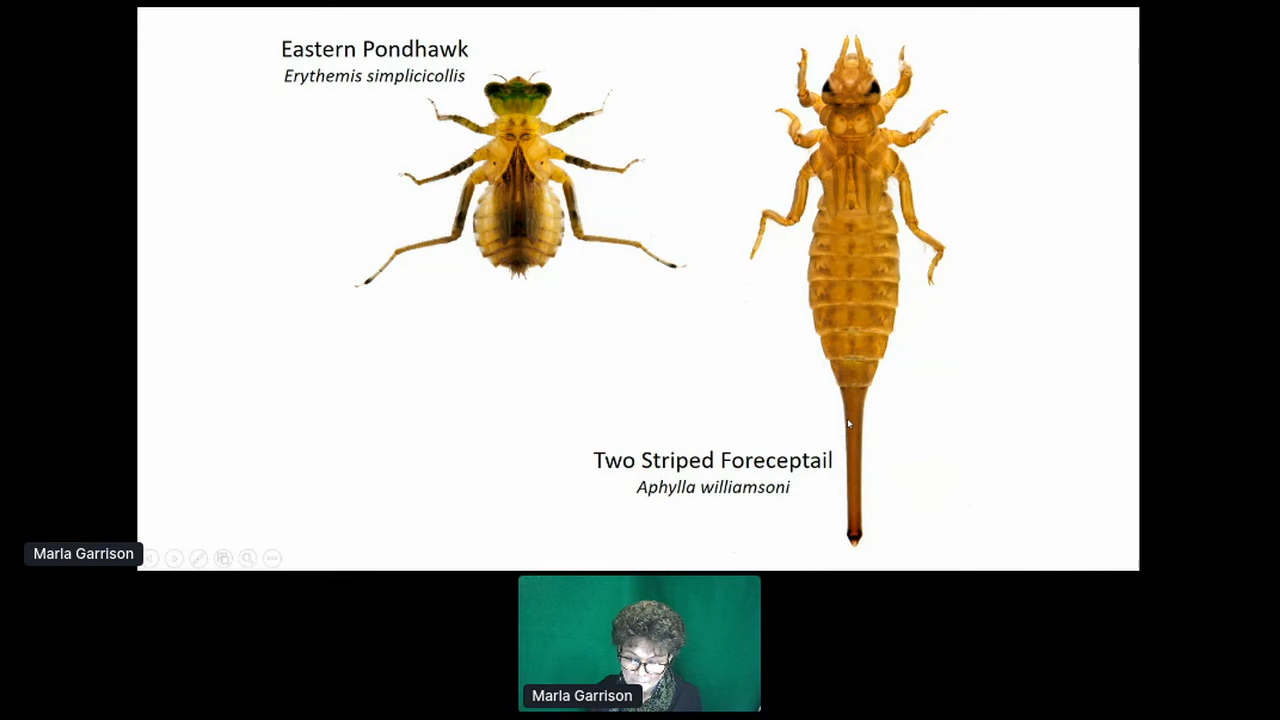 Eastern Pondhawk
Erythemis simplicicollis
Two Striped Foreceptail
Aphylla williamsoni
Marla Garrison
Marla Garrison